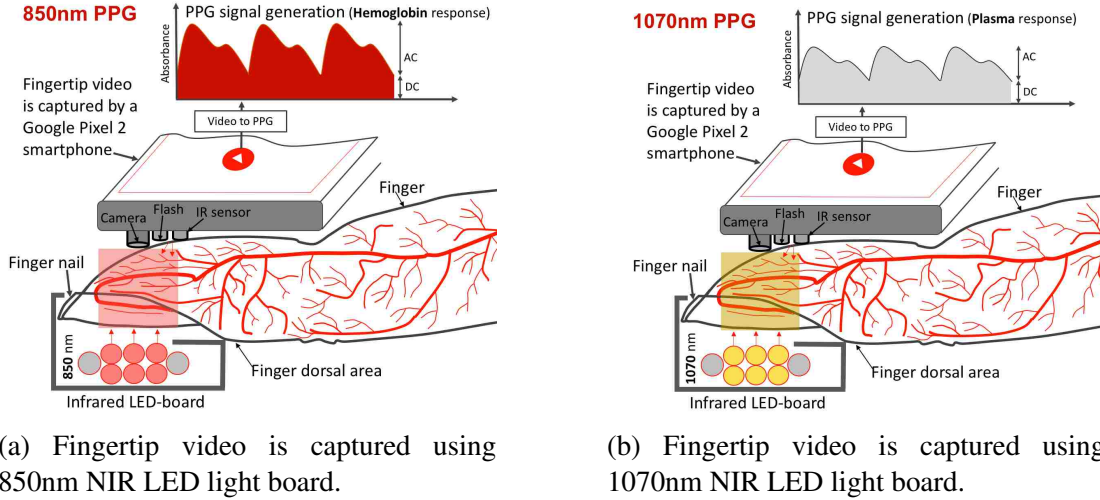 850nm PPG
PPG signal generation (Hemoglobin response)
Absorbance
AC
DC
Fingertip video
is captured by a
Google Pixel 2
smartphone
Video to PPG
Finger
Camera
Flash
IR sensor
Finger nail
850 nm
Finger dorsal area
Infrared LED-board
(a) Fingertip video is captured using
850nm NIR LED light board.
1070nm PPG
PPG signal generation (Plasma response)
Absorbance
AC
DC
Fingertip video
is captured by a
Google Pixel 2
smartphone
Video to PPG
Finger
Camera
Flash
IR sensor
Finger nail
1070 nm
Finger dorsal area
Infrared LED-board
(b) Fingertip video is captured using
1070nm NIR LED light board.